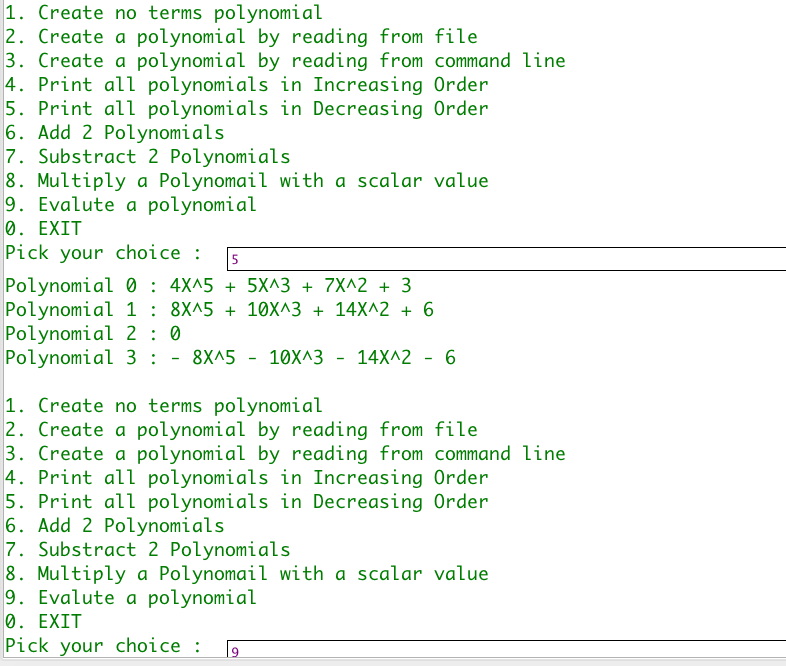 1. Create no terms polynomial
2. Create a polynomial by reading from file
3. Create a polynomial by reading from command line
4. Print all polynomials in Increasing Order
5. Print all polynomials in Decreasing Order
6. Add 2 Polynomials
7. Substract 2 Polynomials
8. Multiply a Polynomail with a scalar value
9. Evalute a polynomial
0. EXIT
Pick your choice : 5
Polynomial 0 : 4X^5 + 5X^3 + 7X^2 + 3
Polynomial 1 : 8X^5 + 10X^3 + 14X^2 + 6
Polynomial 2 : 0
Polynomial 3 : - 8X^5 - 10X^3 - 14X^2 - 6
1. Create no terms polynomial
2. Create a polynomial by reading from file
3. Create a polynomial by reading from command line
4. Print all polynomials in Increasing Order
5. Print all polynomials in Decreasing Order
6. Add 2 Polynomials
7. Substract 2 Polynomials
8. Multiply a Polynomail with a scalar value
9. Evalute a polynomial
0. EXIT
Pick your choice : 9